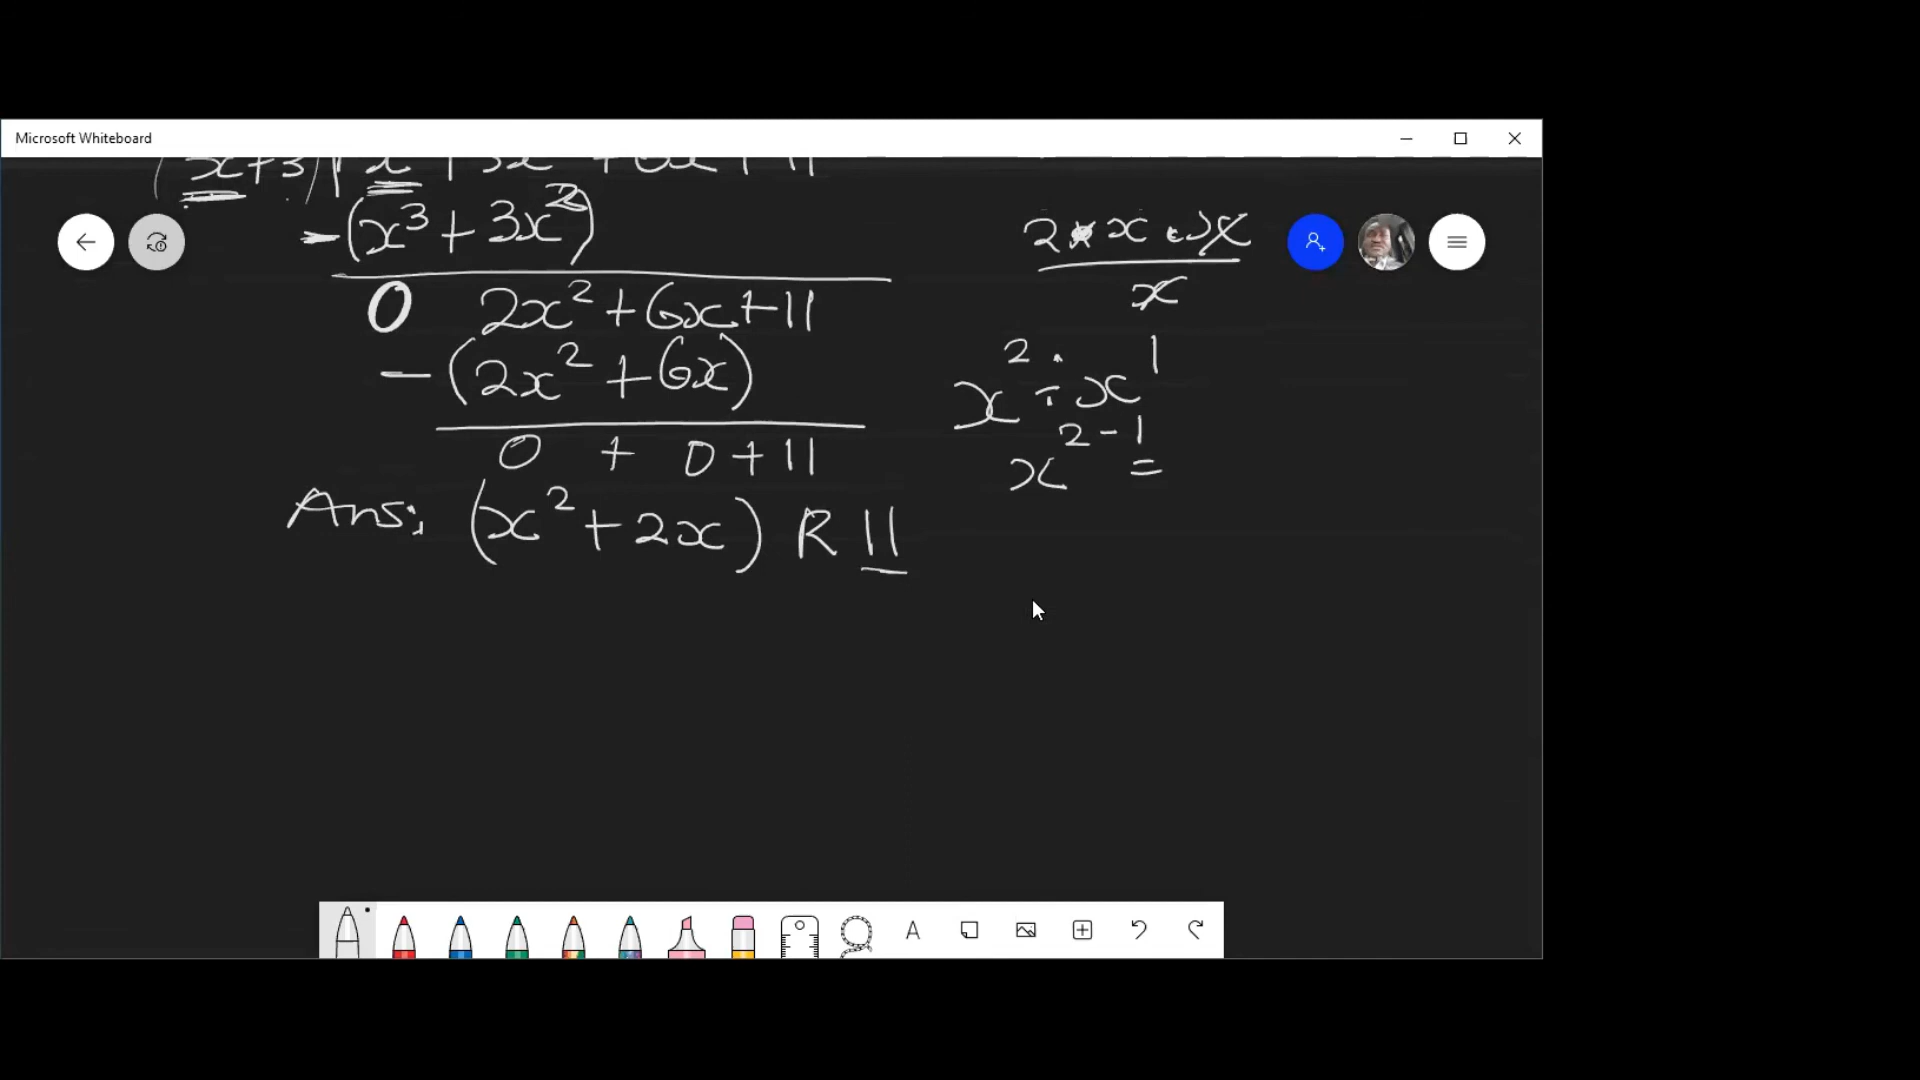 Microsoft Whiteboard
-(x³ + 3x²)
0 2x² + 6x + 11
-(2x² + 6x)
0 + 0 + 11
Ans: (x² + 2x) R 11
x
x² ÷ x¹
x²⁻¹ =
A